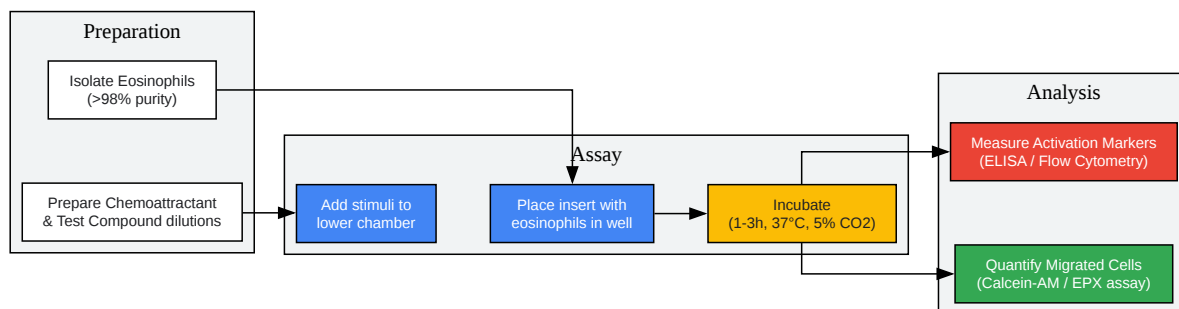 Preparation
Isolate Eosinophils
(>98% purity)
Prepare Chemoattractant
& Test Compound dilutions
Assay
Add stimuli to
lower chamber
Place insert with
eosinophils in well
Incubate
(1-3h, 37°C, 5% CO2)
Analysis
Measure Activation Markers
(ELISA / Flow Cytometry)
Quantify Migrated Cells
(Calcein-AM / EPX assay)